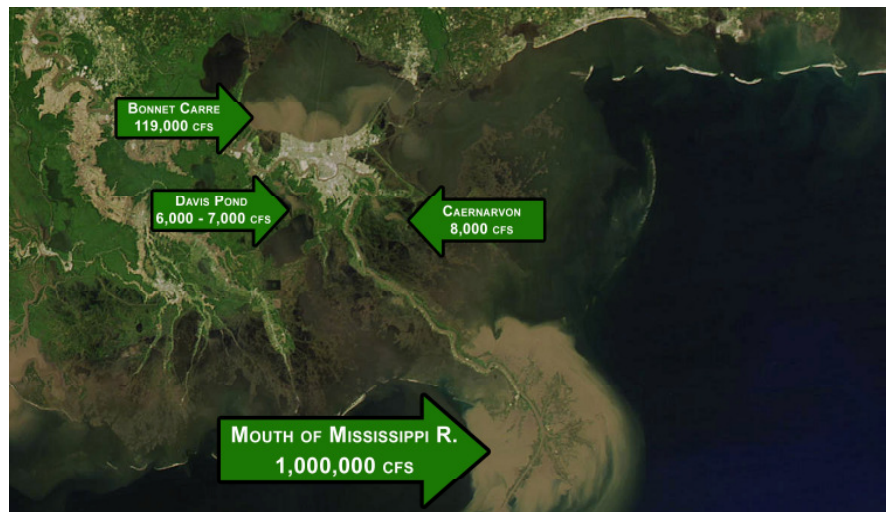 BONNET CARRE
119,000 CFS
DAVIS POND
6,000 - 7,000 CFS
CAERNARVON
8,000 CFS
MOUTH OF MISSISSIPPI R.
1,000,000 CFS